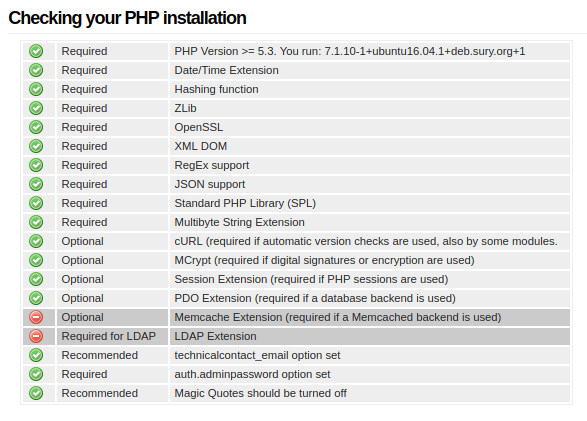 Checking your PHP installation
Required PHP Version >= 5.3. You run: 7.1.10-1+ubuntu16.04.1+deb.sury.org+1
Required Date/Time Extension
Required Hashing function
Required ZLib
Required OpenSSL
Required XML DOM
Required RegEx support
Required JSON support
Required Standard PHP Library (SPL)
Required Multibyte String Extension
Optional cURL (required if automatic version checks are used, also by some modules.
Optional MCrypt (required if digital signatures or encryption are used)
Optional Session Extension (required if PHP sessions are used)
Optional PDO Extension (required if a database backend is used)
Optional Memcache Extension (required if a Memcached backend is used)
Required for LDAP LDAP Extension
Recommended technicalcontact_email option set
Required auth.adminpassword option set
Recommended Magic Quotes should be turned off